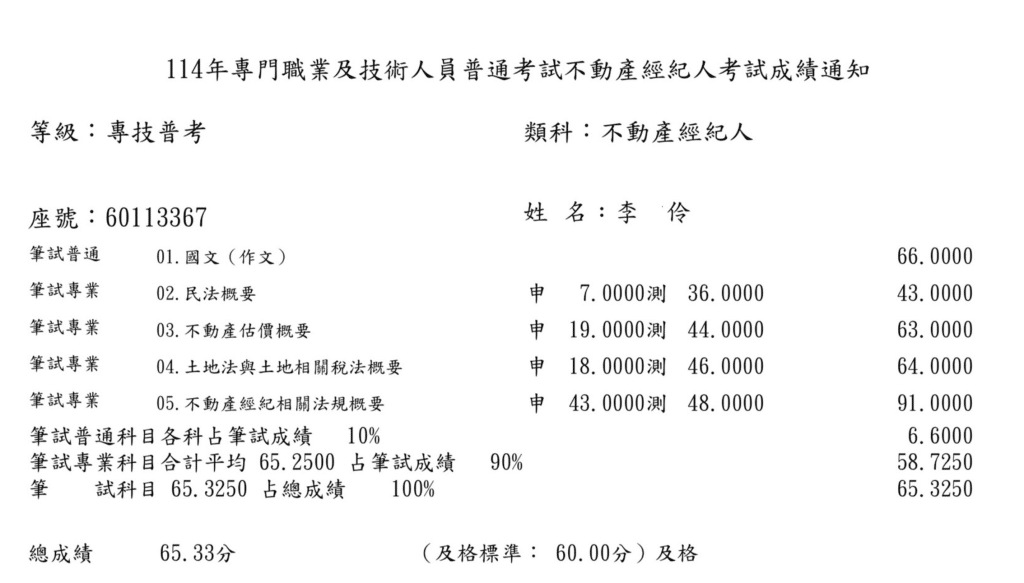 114年專門職業及技術人員普通考試不動產經紀人考試成績通知
等級：專技普考 類科：不動產經紀人
座號：60113367 姓 名：李 伶
筆試普通 01.國文（作文） 66.0000
筆試專業 02.民法概要 申 7.0000測 36.0000 43.0000
筆試專業 03.不動產估價概要 申 19.0000測 44.0000 63.0000
筆試專業 04.土地法與土地相關稅法概要 申 18.0000測 46.0000 64.0000
筆試專業 05.不動產經紀相關法規概要 申 43.0000測 48.0000 91.0000
筆試普通科目各科占筆試成績 10% 6.6000
筆試專業科目合計平均 65.2500 占筆試成績 90% 58.7250
筆 試科目 65.3250 占總成績 100% 65.3250
總成績 65.33分 （及格標準： 60.00分）及格